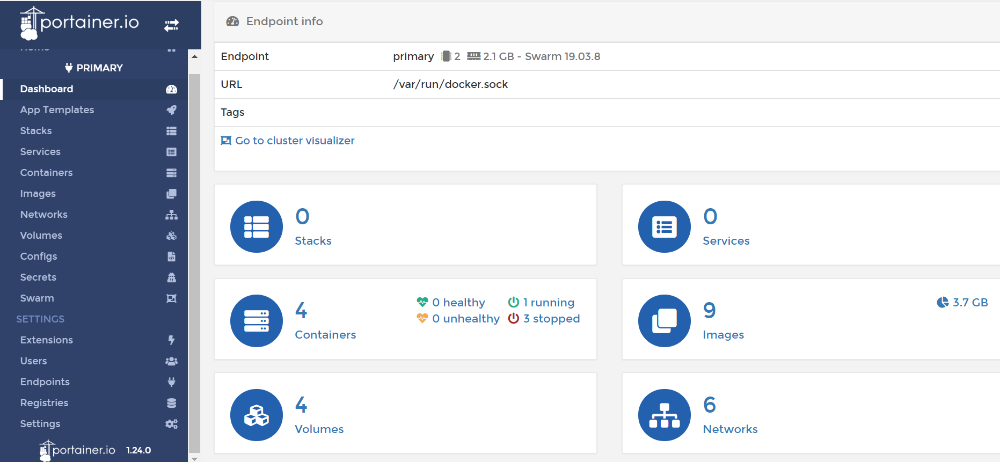 portainer.io
Home
PRIMARY
Dashboard
App Templates
Stacks
Services
Containers
Images
Networks
Volumes
Configs
Secrets
Swarm
SETTINGS
Extensions
Users
Endpoints
Registries
Settings
portainer.io 1.24.0
Endpoint info
Endpoint primary 2 2.1 GB - Swarm 19.03.8
URL /var/run/docker.sock
Tags
Go to cluster visualizer
0
Stacks
0
Services
4
Containers
0 healthy 1 running
0 unhealthy 3 stopped
9
Images
3.7 GB
4
Volumes
6
Networks